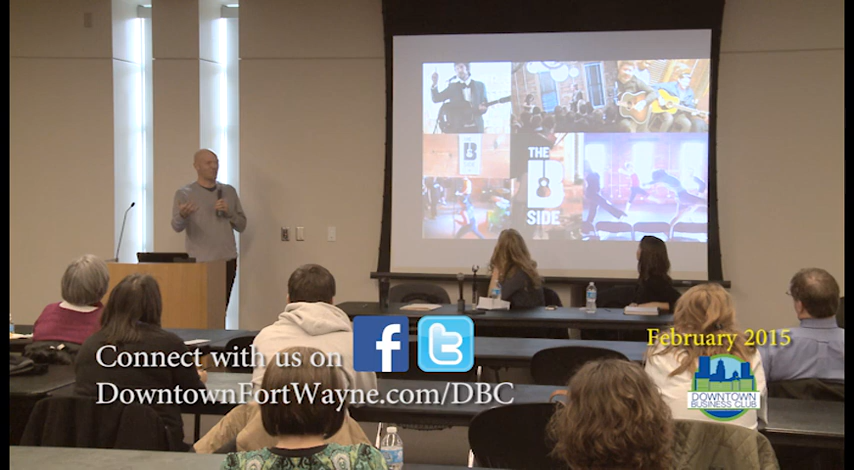 THE
B
SIDE
February 2015
Connect with us on
DowntownFortWayne.com/DBC
DOWNTOWN
BUSINESS CLUB